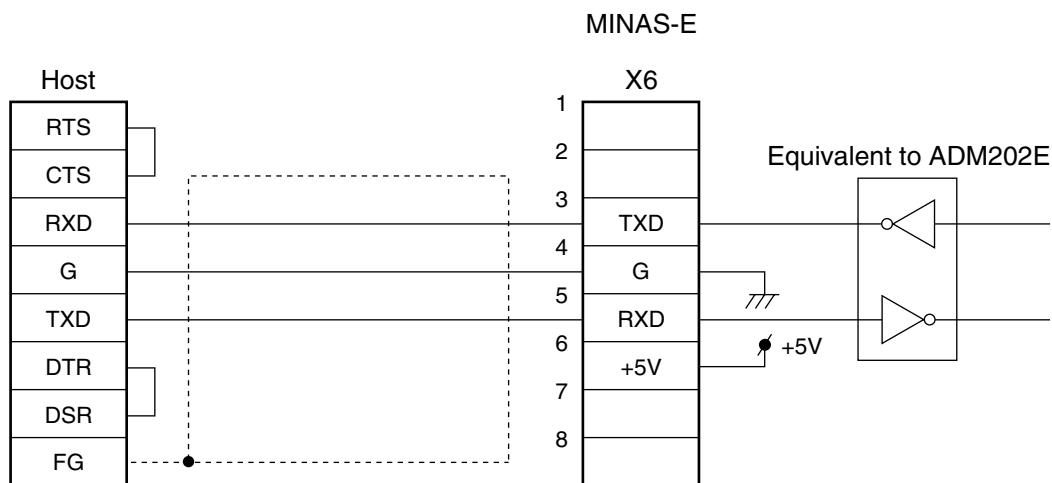 MINAS-E
Host
X6
RTS
CTS
RXD
G
TXD
DTR
DSR
FG
1
2
3
4
5
6
7
8
TXD
G
RXD
+5V
Equivalent to ADM202E
+5V